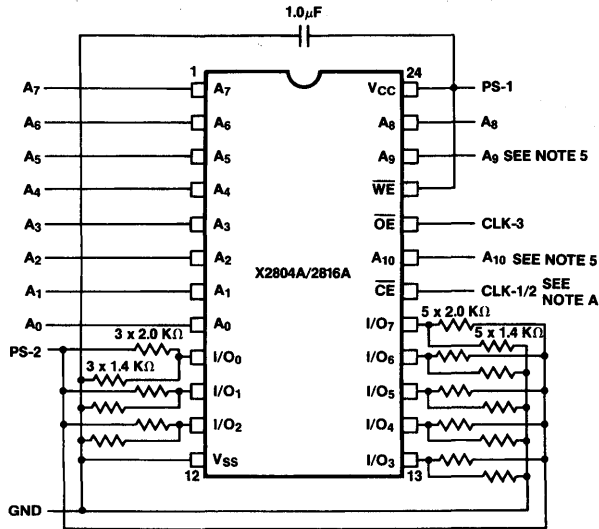 1.0μF
1 24
A7 A7 VCC PS-1
A6 A6 A8 A8
A5 A5 A9 A9 SEE NOTE 5
A4 A4 WE
A3 A3 OE CLK-3
A2 A2 A10 A10 SEE NOTE 5
X2804A/2816A
A1 A1 CE CLK-1/2 SEE NOTE A
A0 A0 I/O7 5 x 2.0 KΩ
3 x 2.0 KΩ 5 x 1.4 KΩ
PS-2 I/O0 I/O6
3 x 1.4 KΩ
I/O1 I/O5
I/O2 I/O4
VSS I/O3
12 13
GND